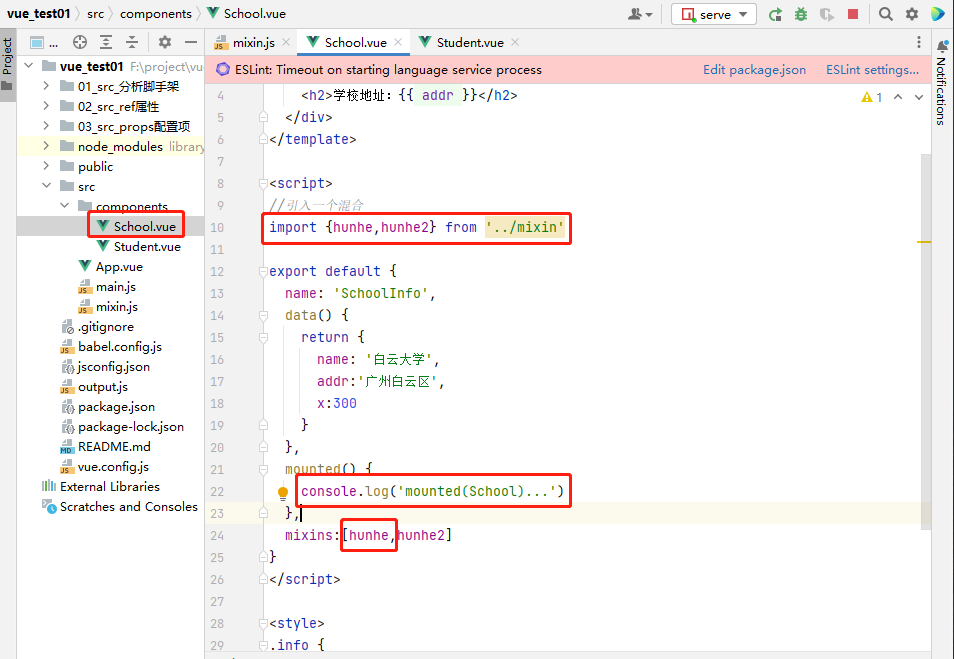 vue_test01 src components School.vue serve
Project
...
mixin.js School.vue Student.vue
Notifications
vue_test01 F:\project\vu
01_src_分析脚手架
02_src_ref属性
03_src_props配置项
node_modules library
public
src
components
School.vue
Student.vue
App.vue
main.js
mixin.js
.gitignore
babel.config.js
jsconfig.json
output.js
package.json
package-lock.json
README.md
vue.config.js
External Libraries
Scratches and Consoles
ESLint: Timeout on starting language service process Edit package.json ESLint settings...
1
4 <h2>学校地址: {{ addr }}</h2>
5 </div>
6 </template>
7
8 <script>
9 //引入一个混合
10 import {hunhe,hunhe2} from '../mixin'
11
12 export default {
13 name: 'SchoolInfo',
14 data() {
15 return {
16 name: '白云大学',
17 addr:'广州白云区',
18 x:300
19 }
20 },
21 mounted() {
22 console.log('mounted(School)...')
23 },
24 mixins:[hunhe,hunhe2]
25 }
26 </script>
27
28 <style>
29 .info {